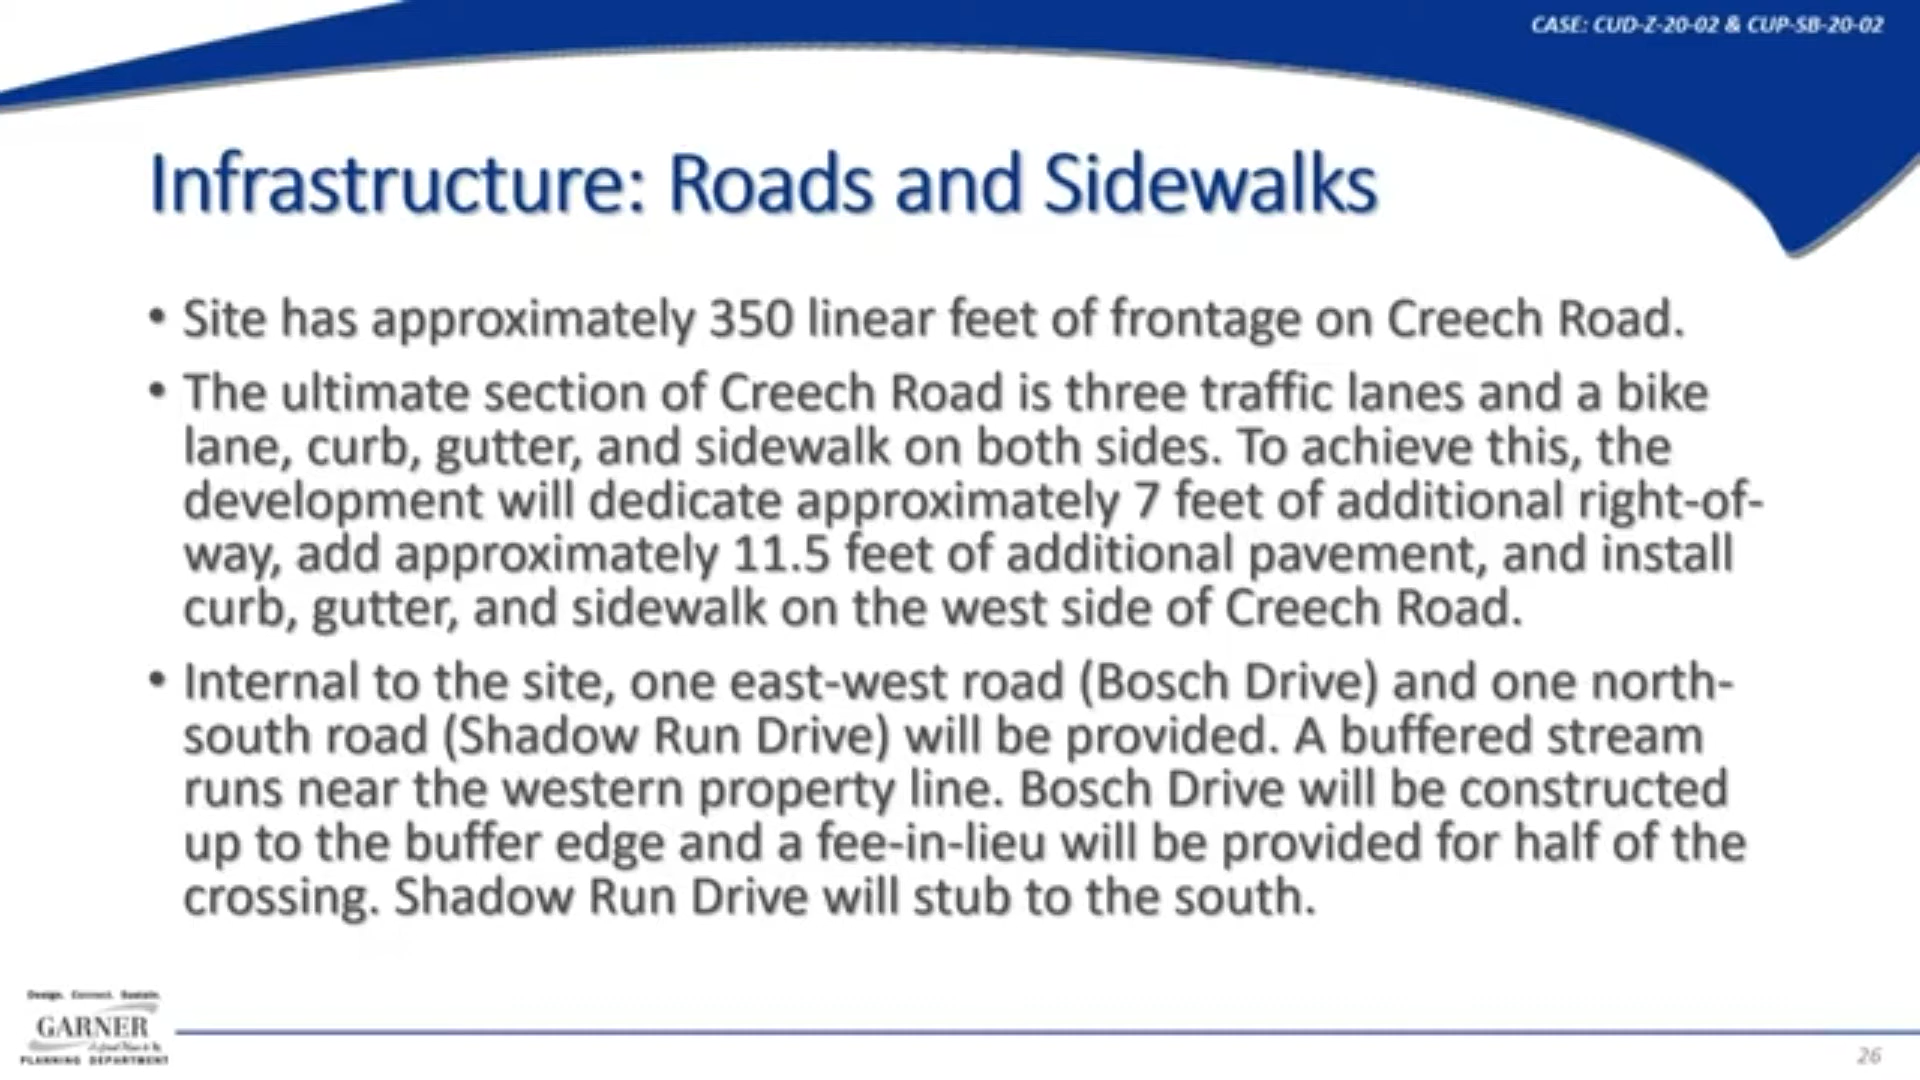 CASE: CUD-Z-20-02 & CUP-SB-20-02
Infrastructure: Roads and Sidewalks
• Site has approximately 350 linear feet of frontage on Creech Road.
• The ultimate section of Creech Road is three traffic lanes and a bike
lane, curb, gutter, and sidewalk on both sides. To achieve this, the
development will dedicate approximately 7 feet of additional right-of-
way, add approximately 11.5 feet of additional pavement, and install
curb, gutter, and sidewalk on the west side of Creech Road.
• Internal to the site, one east-west road (Bosch Drive) and one north-
south road (Shadow Run Drive) will be provided. A buffered stream
runs near the western property line. Bosch Drive will be constructed
up to the buffer edge and a fee-in-lieu will be provided for half of the
crossing. Shadow Run Drive will stub to the south.
Design. Connect. Sustain.
GARNER
PLANNING DEPARTMENT
26